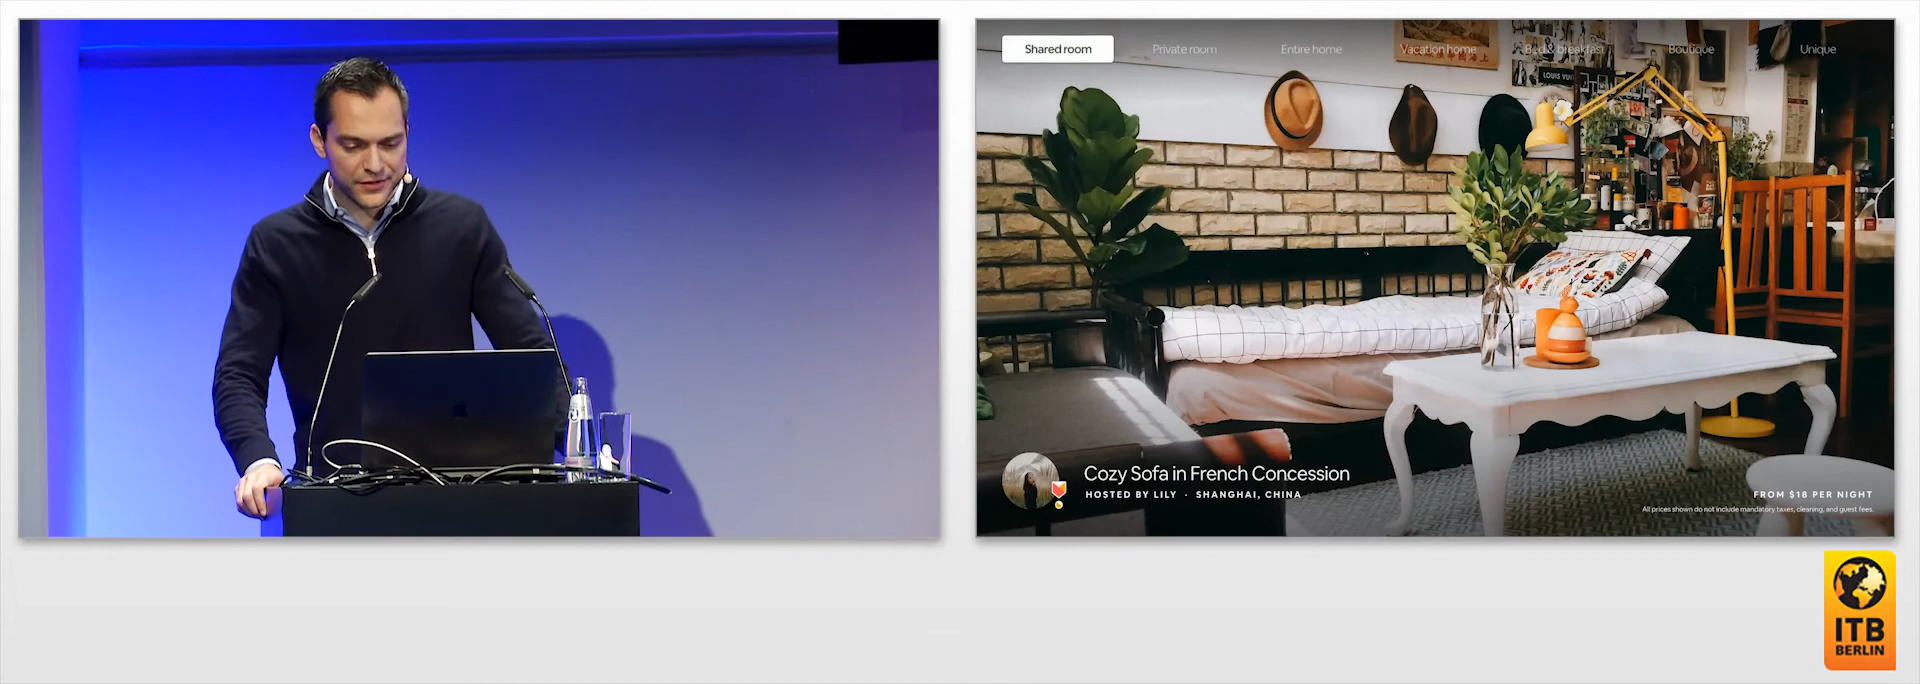 Shared room
Private room
Entire home
Vacation home
Bed & breakfast
Boutique
Unique
LOUIS VUI
Cozy Sofa in French Concession
HOSTED BY LILY · SHANGHAI, CHINA
FROM $18 PER NIGHT
All prices shown do not include mandatory taxes, cleaning, and guest fees.
ITB
BERLIN